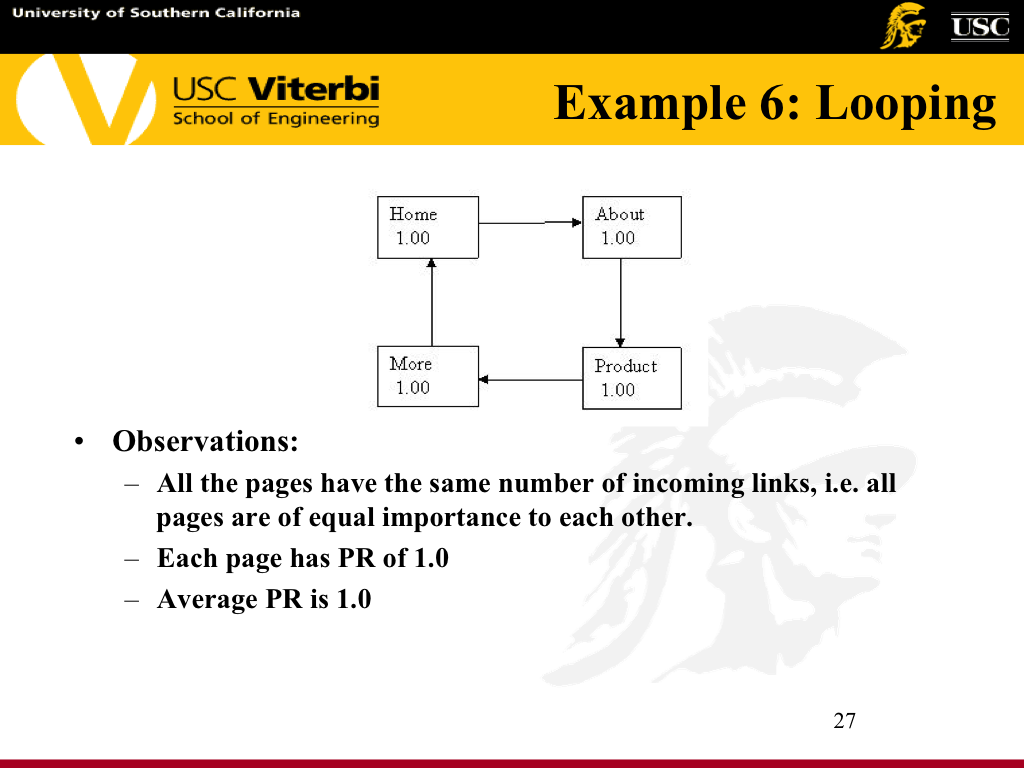 University of Southern California
USC
USC Viterbi
School of Engineering
Example 6: Looping
Home
1.00
About
1.00
More
1.00
Product
1.00
• Observations:
– All the pages have the same number of incoming links, i.e. all
pages are of equal importance to each other.
– Each page has PR of 1.0
– Average PR is 1.0
27